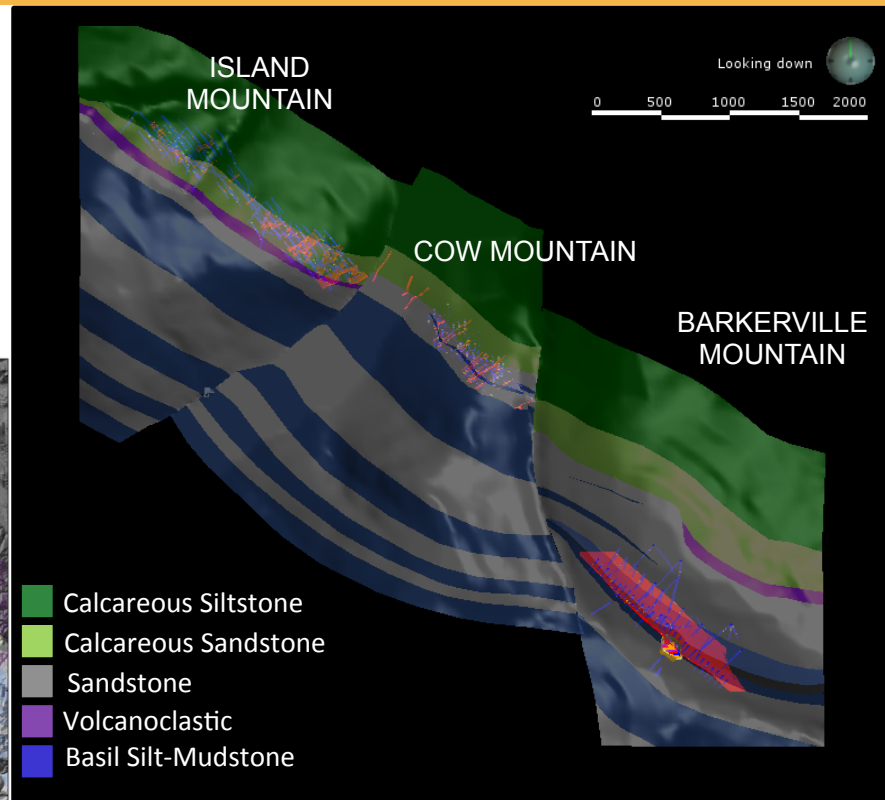 ISLAND
MOUNTAIN
Looking down
0 500 1000 1500 2000
COW MOUNTAIN
BARKERVILLE
MOUNTAIN
Calcareous Siltstone
Calcareous Sandstone
Sandstone
Volcanoclastic
Basil Silt-Mudstone